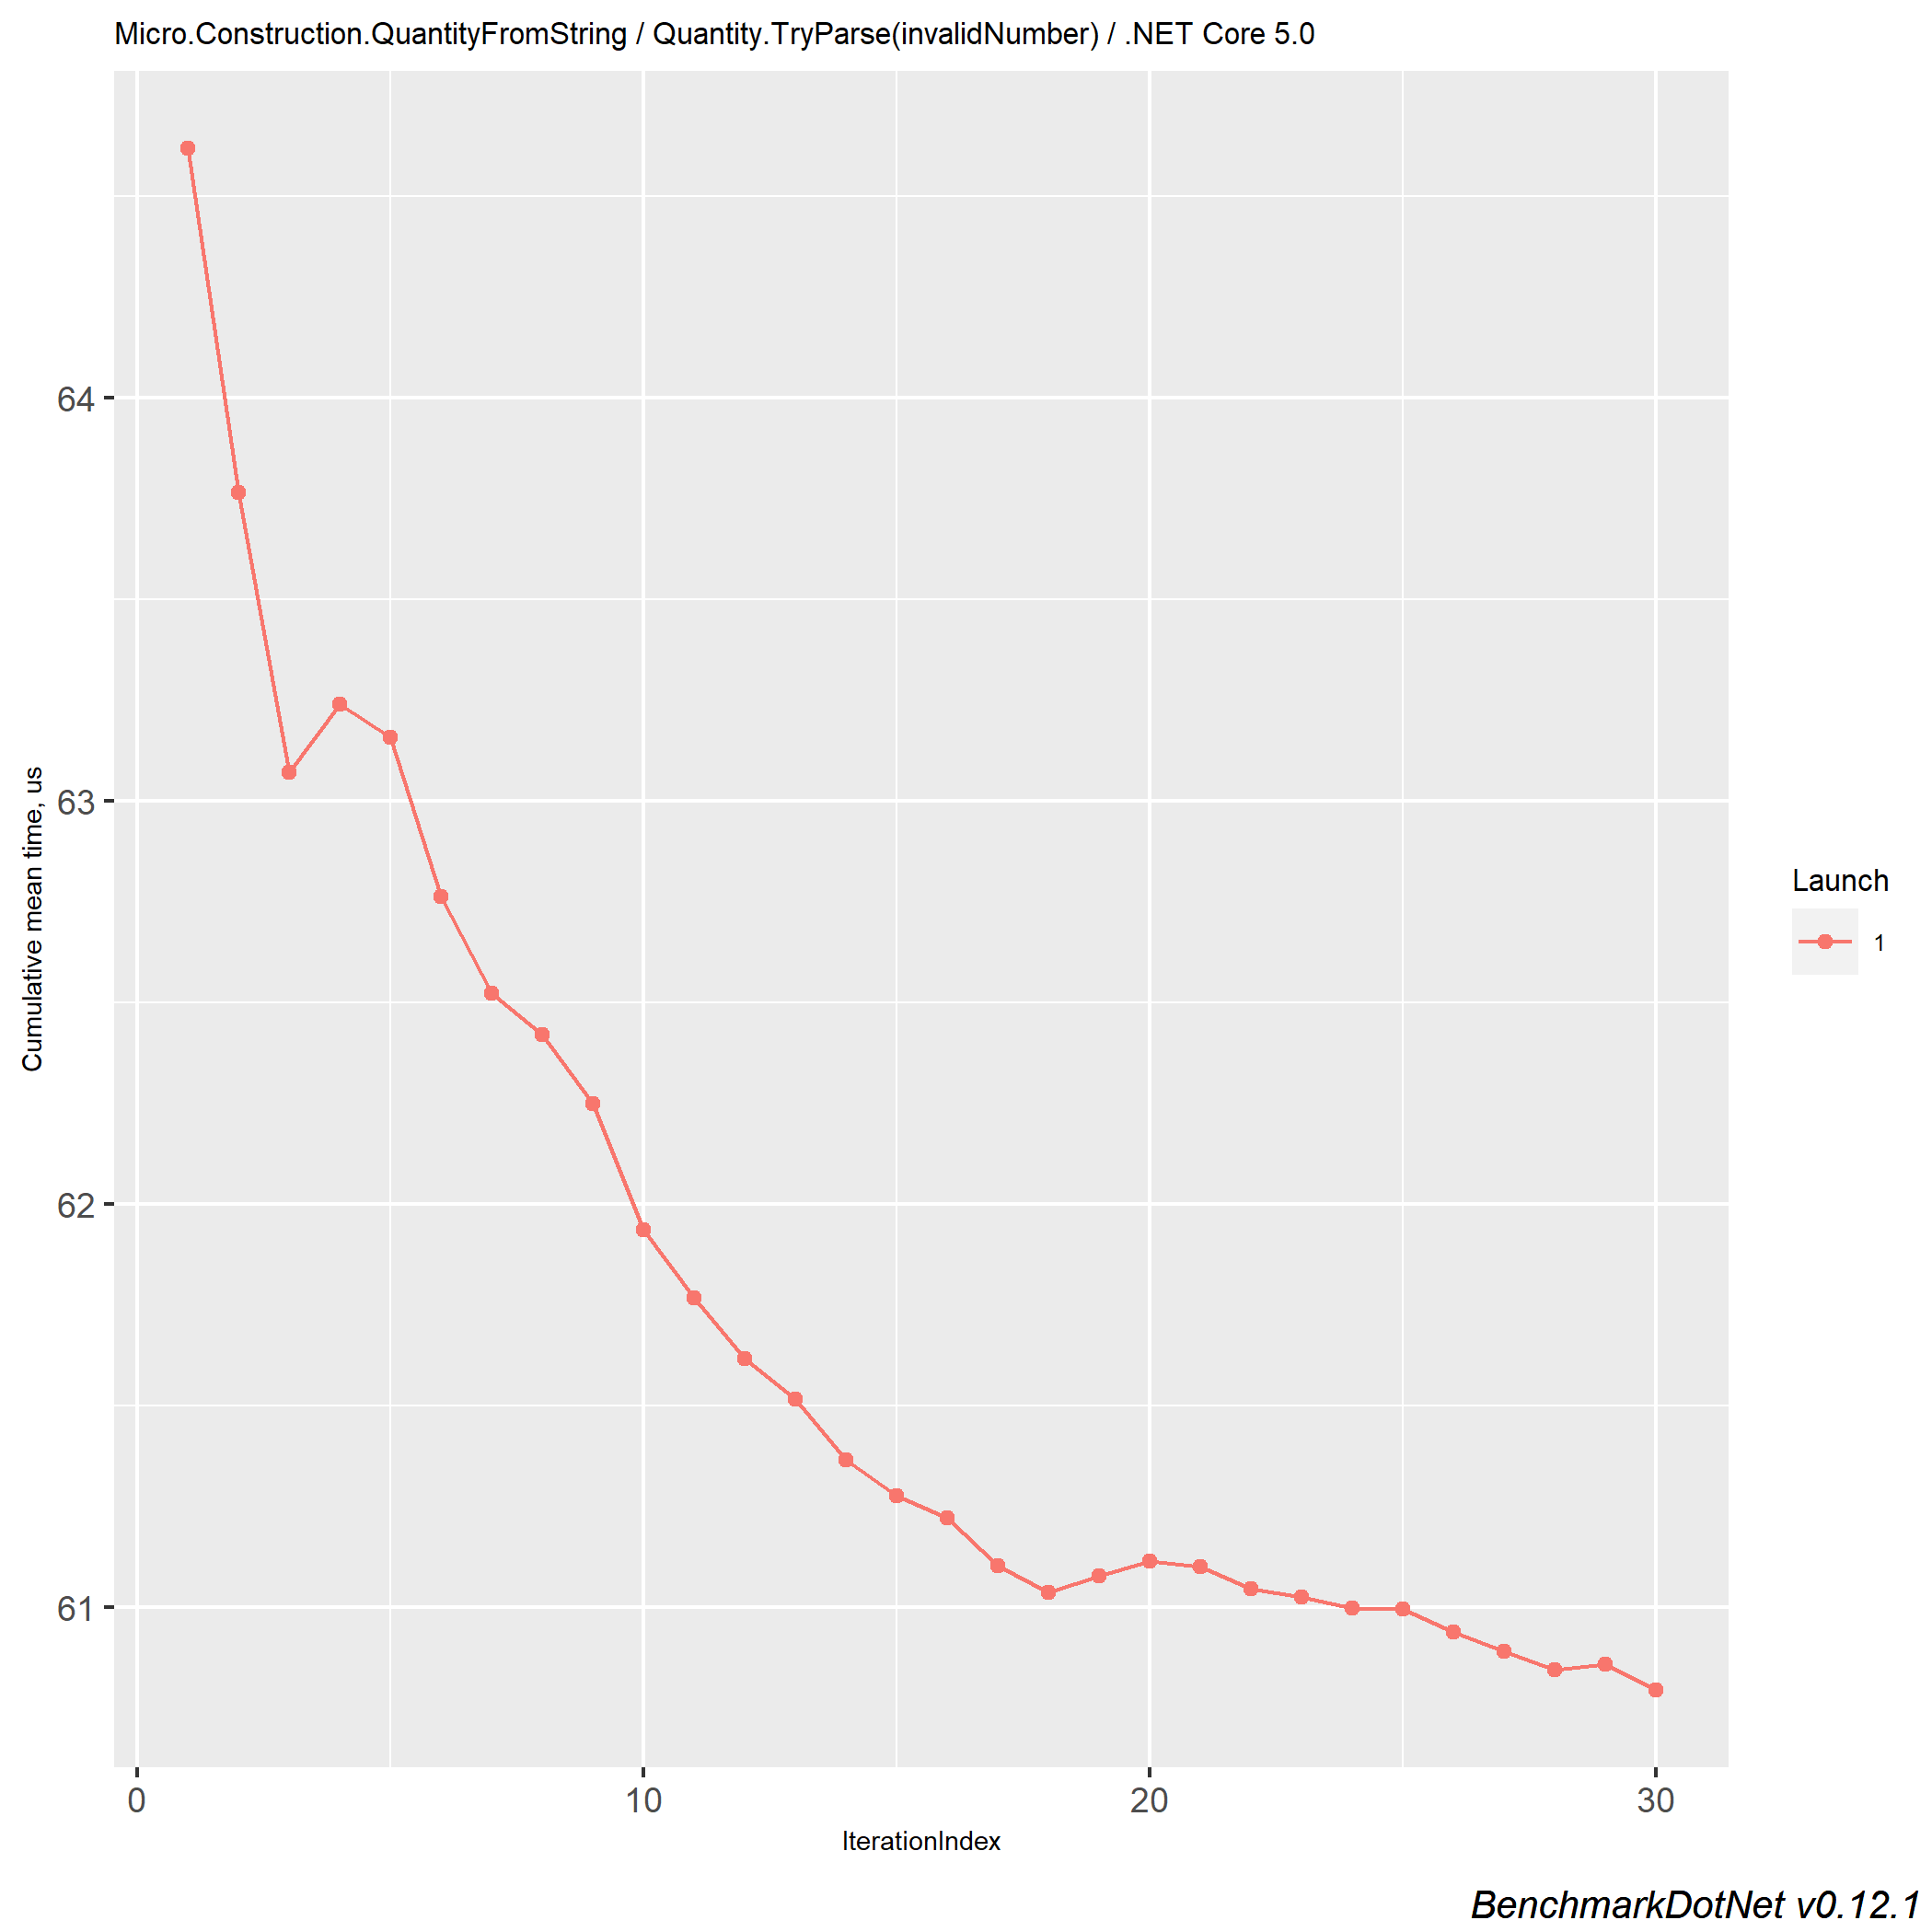 Micro.Construction.QuantityFromString / Quantity.TryParse(invalidNumber) / .NET Core 5.0
Cumulative mean time, us
64
63
62
61
0 10 20 30
IterationIndex
Launch
1
BenchmarkDotNet v0.12.1